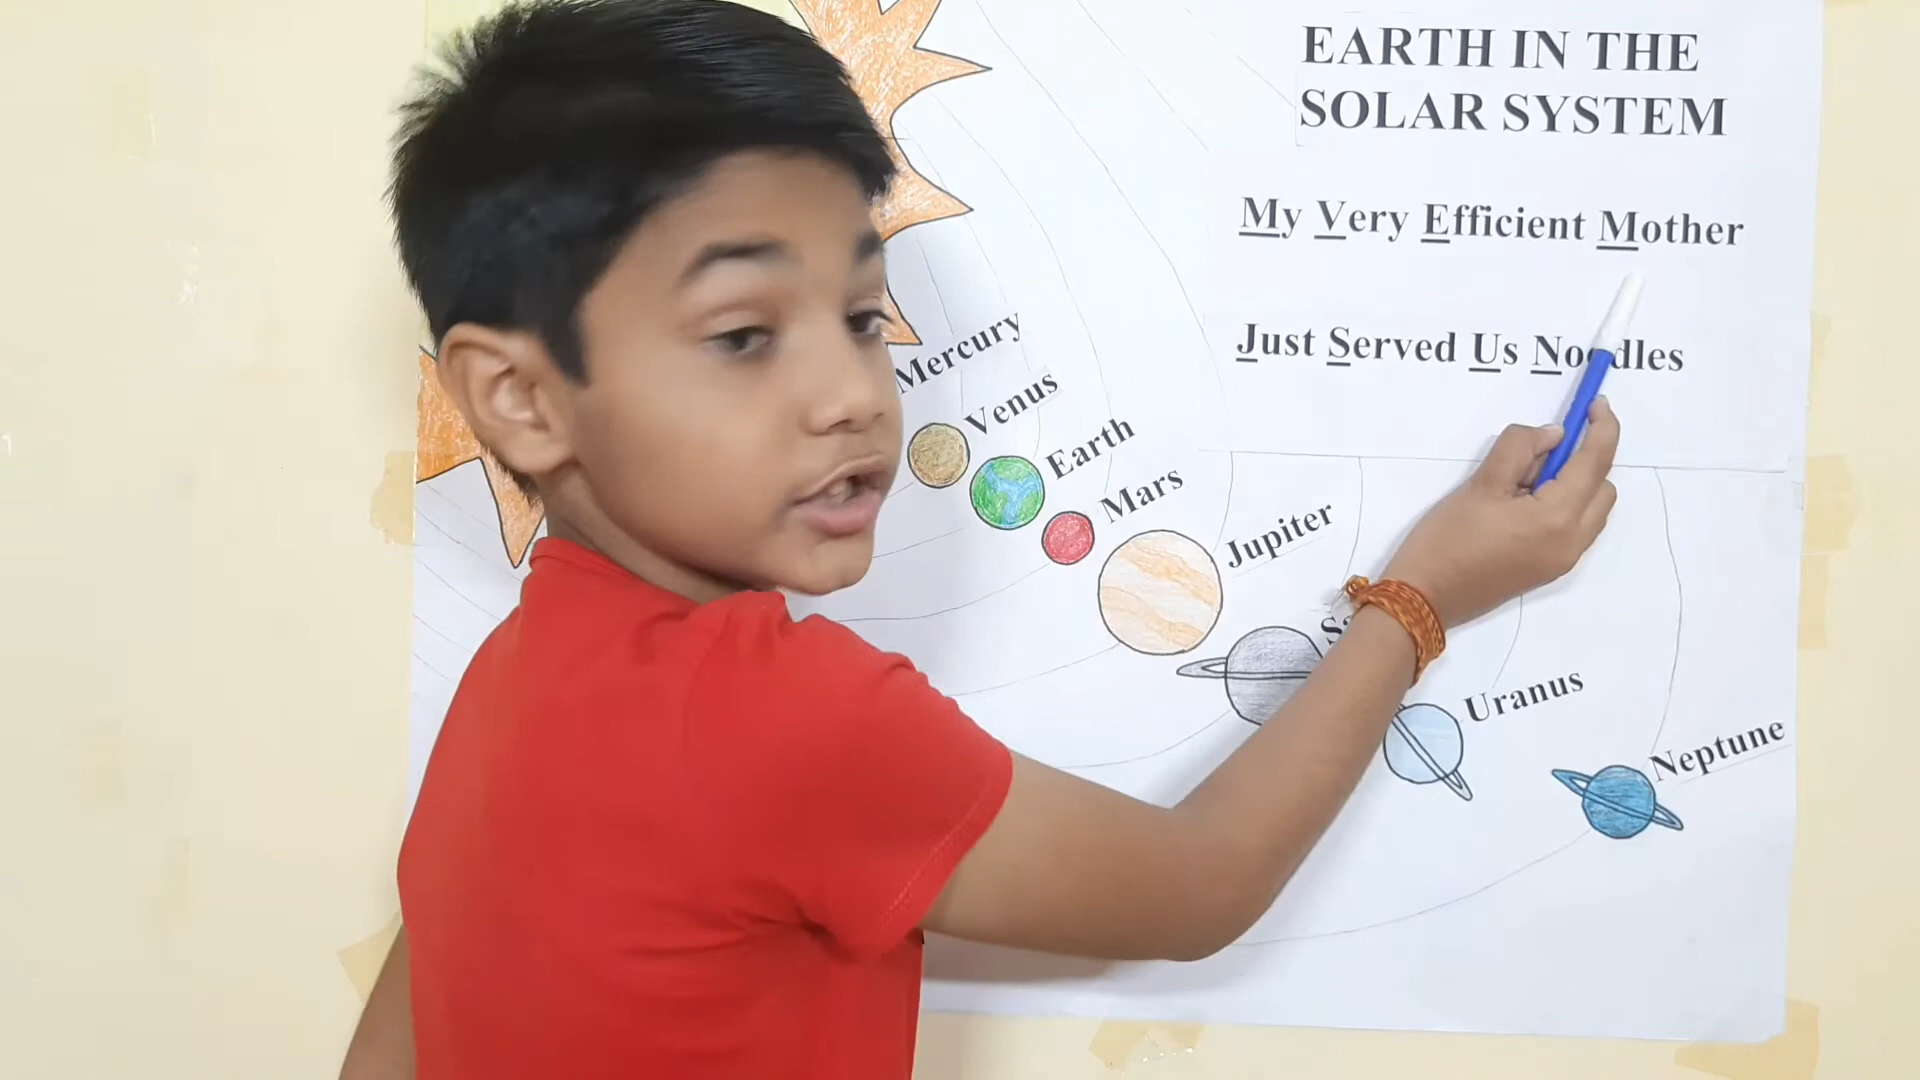 EARTH IN THE
SOLAR SYSTEM
My Very Efficient Mother
Just Served Us Noodles
Mercury
Venus
Earth
Mars
Jupiter
Uranus
Neptune